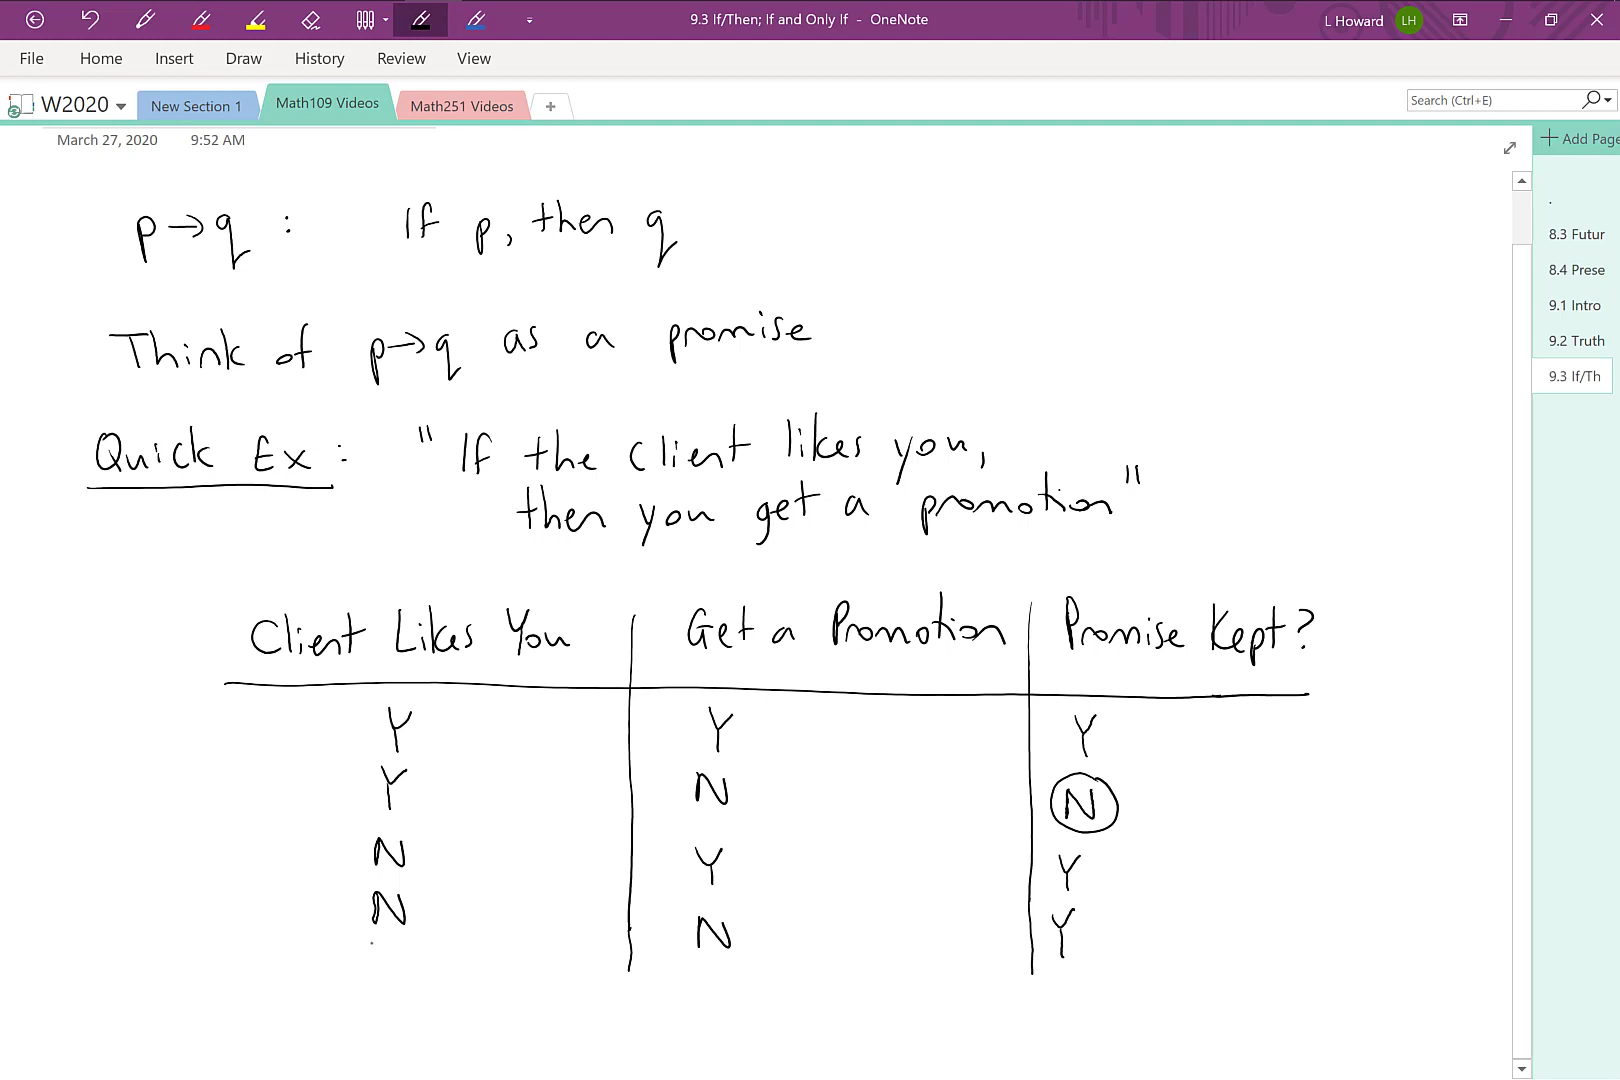 9.3 If/Then; If and Only If - OneNote
L Howard LH
File Home Insert Draw History Review View
W2020 New Section 1 Math109 Videos Math251 Videos Search (Ctrl+E)
March 27, 2020 9:52 AM
Add Page
.
8.3 Futur
8.4 Prese
9.1 Intro
9.2 Truth
9.3 If/Th
p→q : If p, then q
Think of p→q as a promise
Quick Ex: "If the client likes you,
then you get a promotion"
Client Likes You Get a Promotion Promise Kept?
Y Y Y
Y N N
N Y Y
N N Y